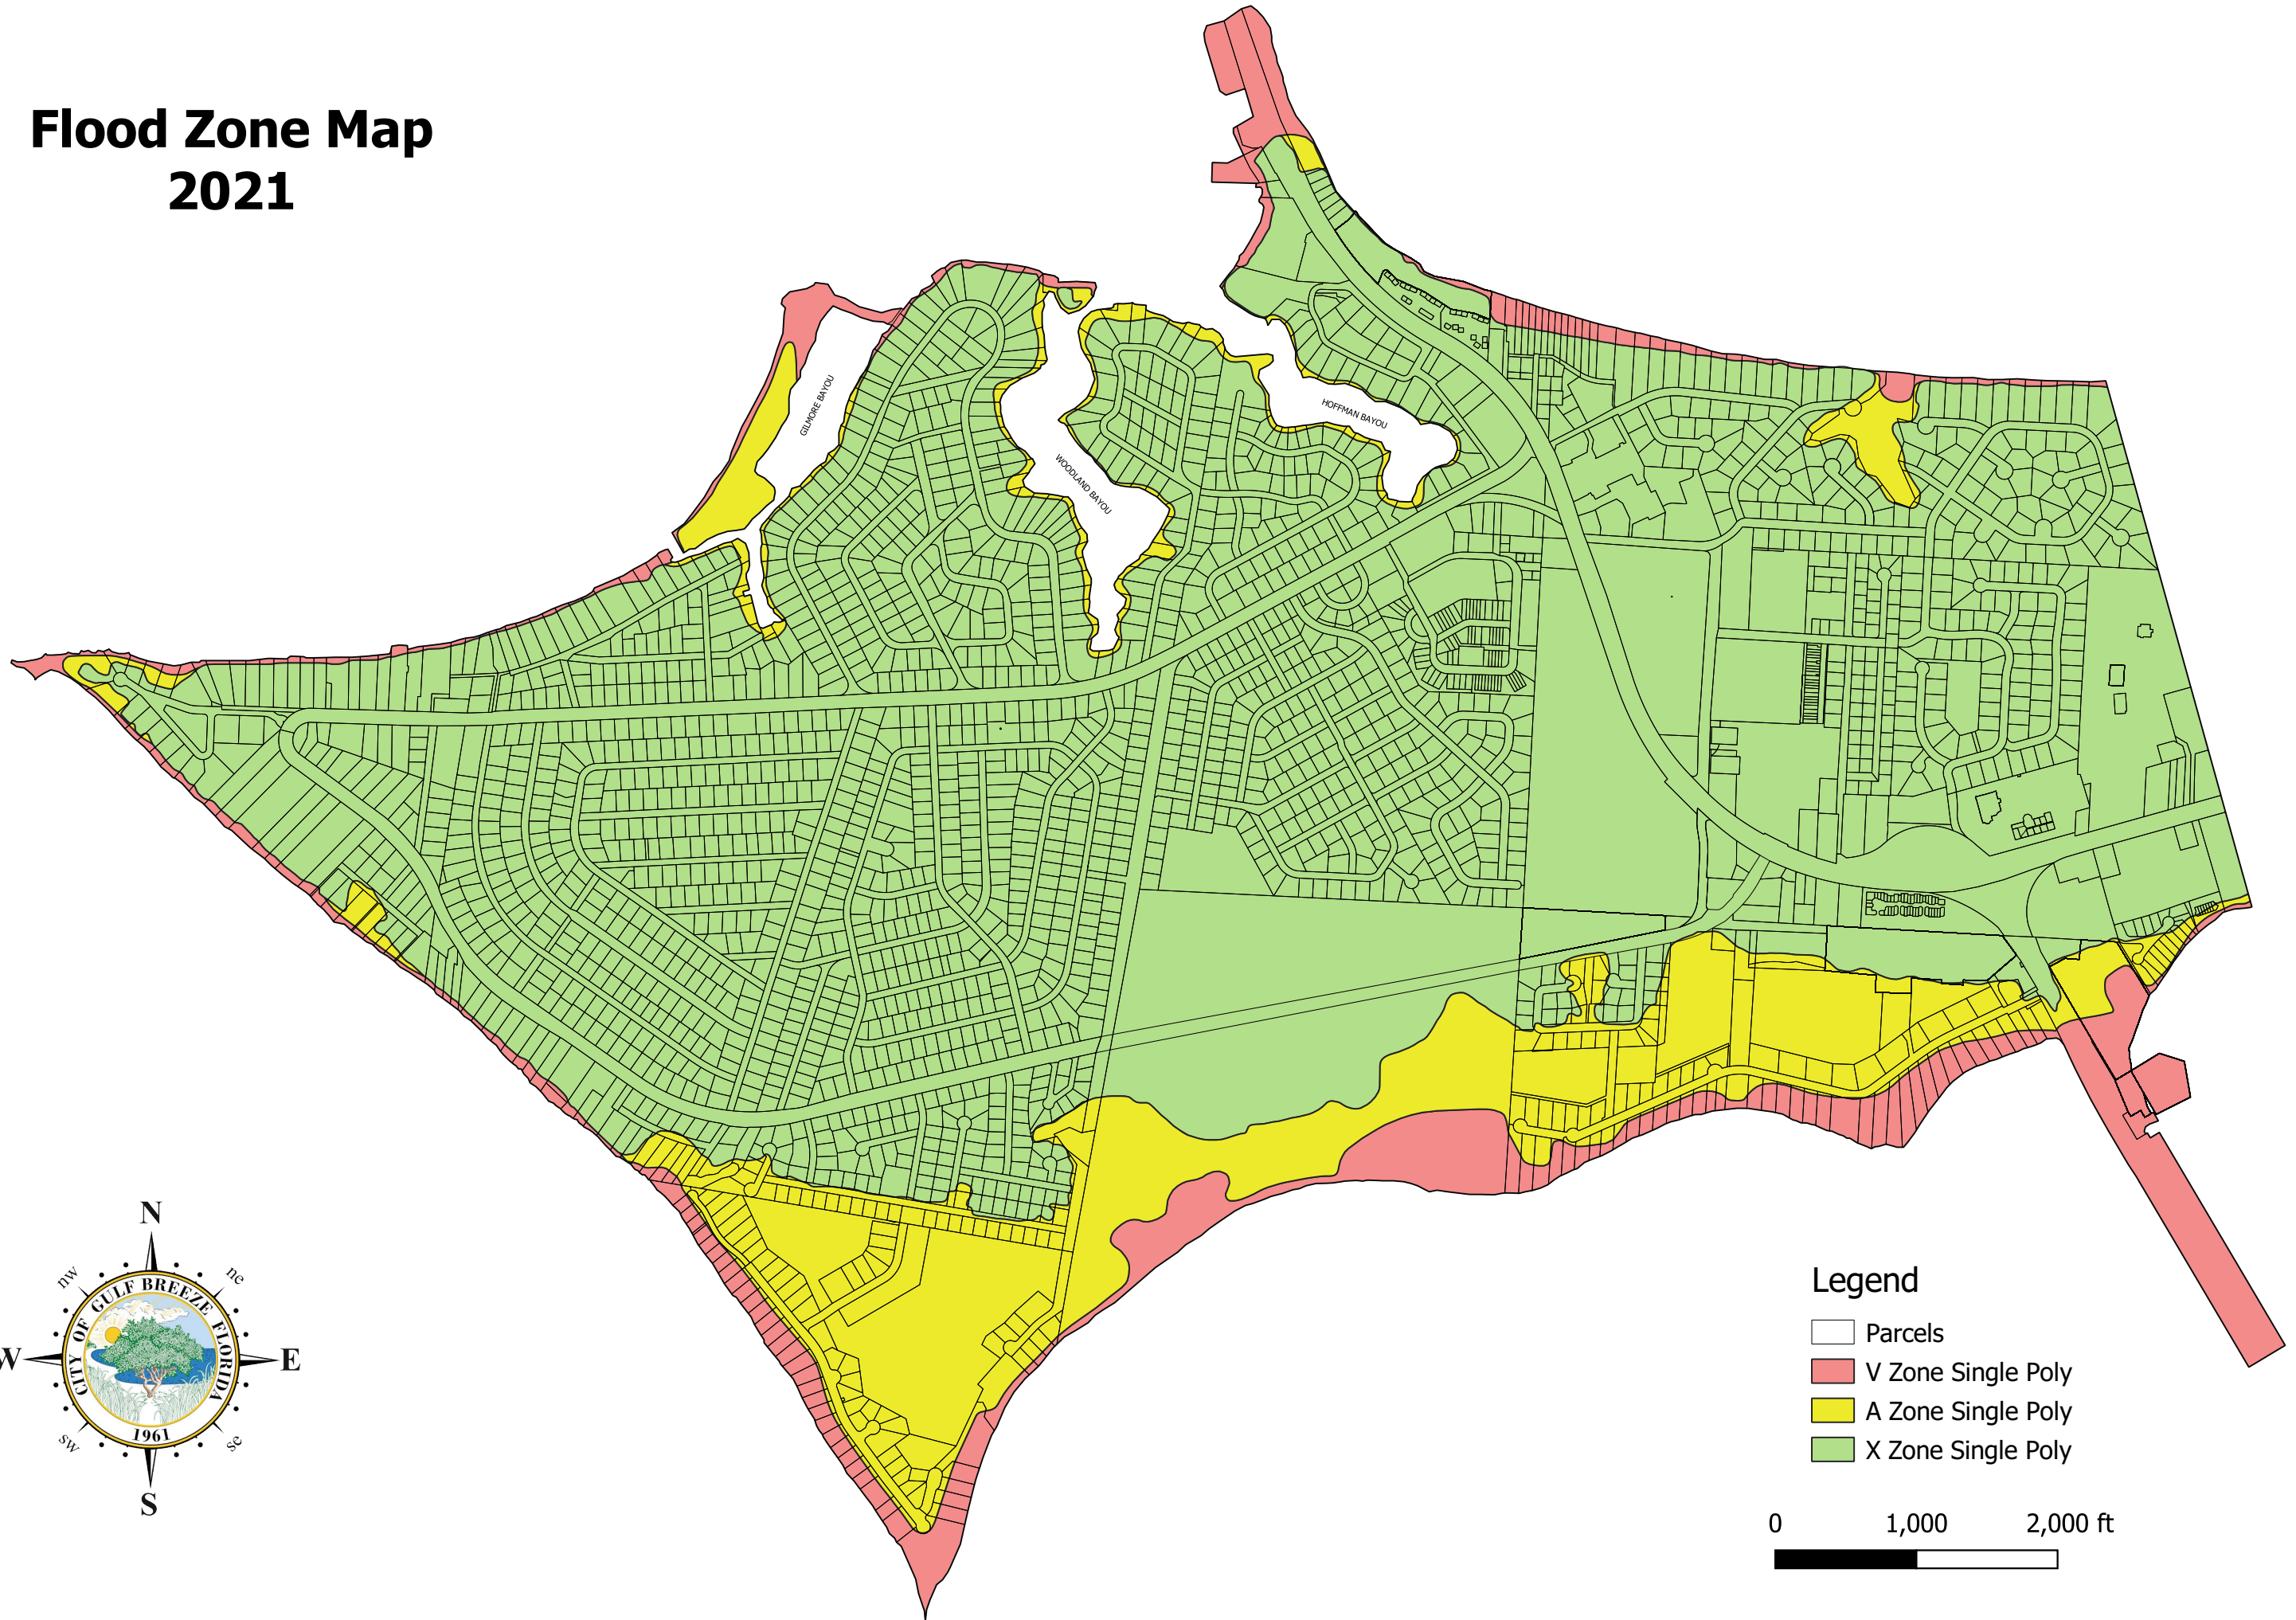 Flood Zone Map
2021
GILMORE BAYOU
WOODLAND BAYOU
HOFFMAN BAYOU
N
nw
ne
W
E
sw
se
S
CITY OF GULF BREEZE FLORIDA
1961
Legend
Parcels
V Zone Single Poly
A Zone Single Poly
X Zone Single Poly
0 1,000 2,000 ft